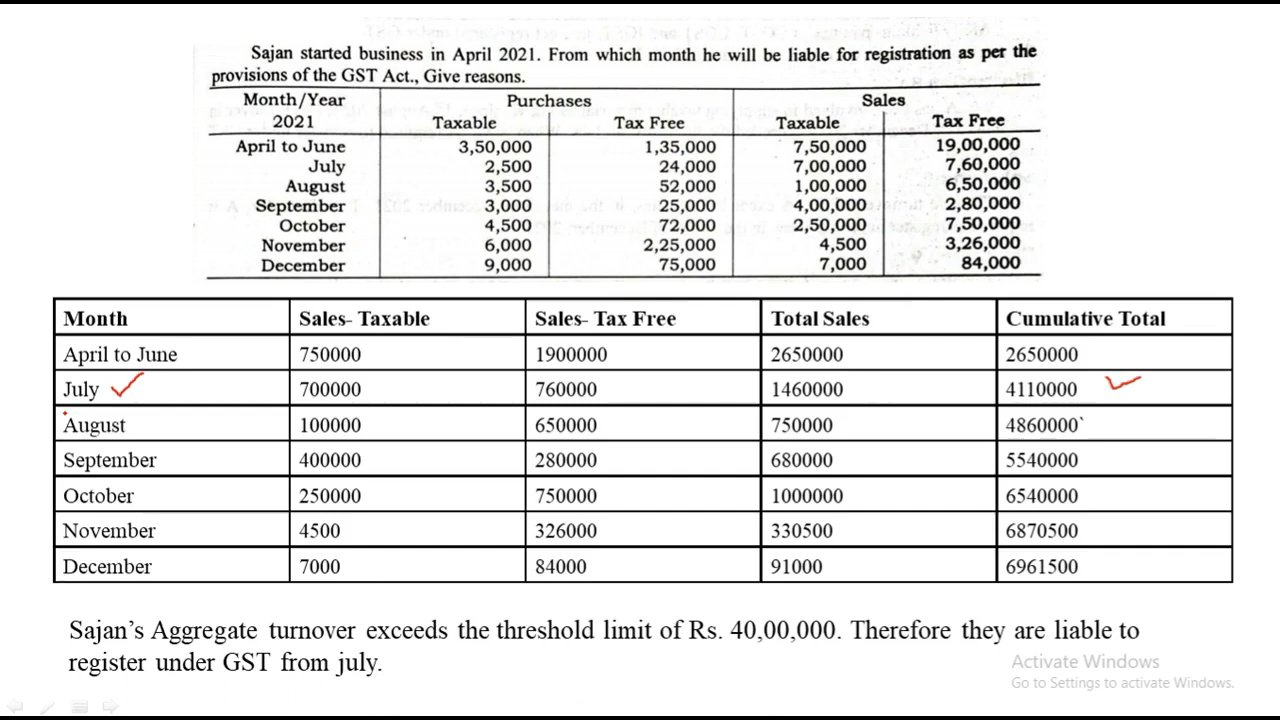 Sajan started business in April 2021. From which month he will be liable for registration as per the
provisions of the GST Act., Give reasons.
Month/Year Purchases Sales
2021 Taxable Tax Free Taxable Tax Free
April to June 3,50,000 1,35,000 7,50,000 19,00,000
July 2,500 24,000 7,00,000 7,60,000
August 3,500 52,000 1,00,000 6,50,000
September 3,000 25,000 4,00,000 2,80,000
October 4,500 72,000 2,50,000 7,50,000
November 6,000 2,25,000 4,500 3,26,000
December 9,000 75,000 7,000 84,000
Month Sales- Taxable Sales- Tax Free Total Sales Cumulative Total
April to June 750000 1900000 2650000 2650000
July 700000 760000 1460000 4110000
August 100000 650000 750000 4860000`
September 400000 280000 680000 5540000
October 250000 750000 1000000 6540000
November 4500 326000 330500 6870500
December 7000 84000 91000 6961500
Sajan’s Aggregate turnover exceeds the threshold limit of Rs. 40,00,000. Therefore they are liable to
register under GST from july.
Activate Windows
Go to Settings to activate Windows.